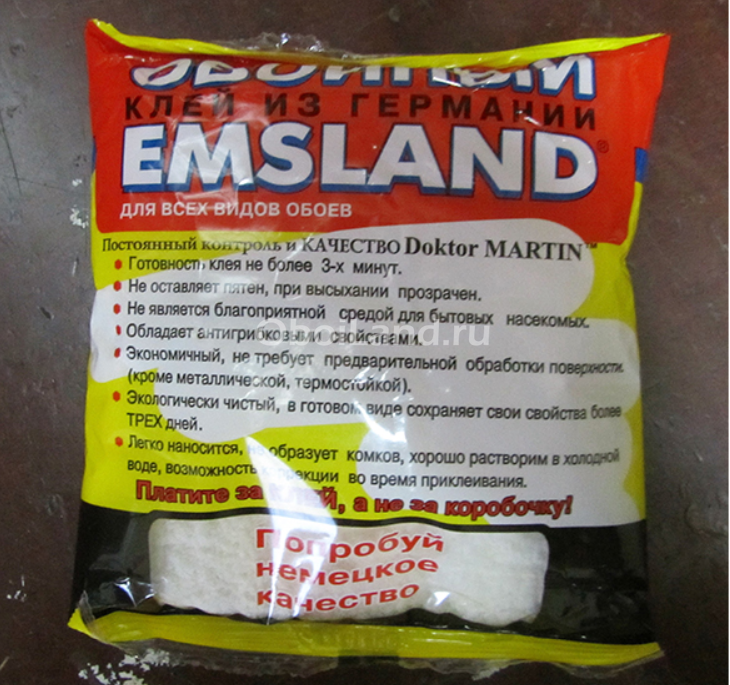 ОБОЙНЫЙ
КЛЕЙ ИЗ ГЕРМАНИИ
EMSLAND®
ДЛЯ ВСЕХ ВИДОВ ОБОЕВ
Постоянный контроль и КАЧЕСТВО Doktor MARTIN™
• Готовность клея не более 3-х минут.
• Не оставляет пятен, при высыхании прозрачен.
• Не является благоприятной средой для бытовых насекомых.
• Обладает антигрибковыми свойствами.
• Экономичный, не требует предварительной обработки поверхности
(кроме металлической, термостойкой).
• Экологически чистый, в готовом виде сохраняет свои свойства более
ТРЕХ дней.
• Легко наносится, не образует комков, хорошо растворим в холодной
воде, возможность коррекции во время приклеивания.
Платите за клей, а не за коробочку!
Попробуй
немецкое
качество
OboiLand.ru